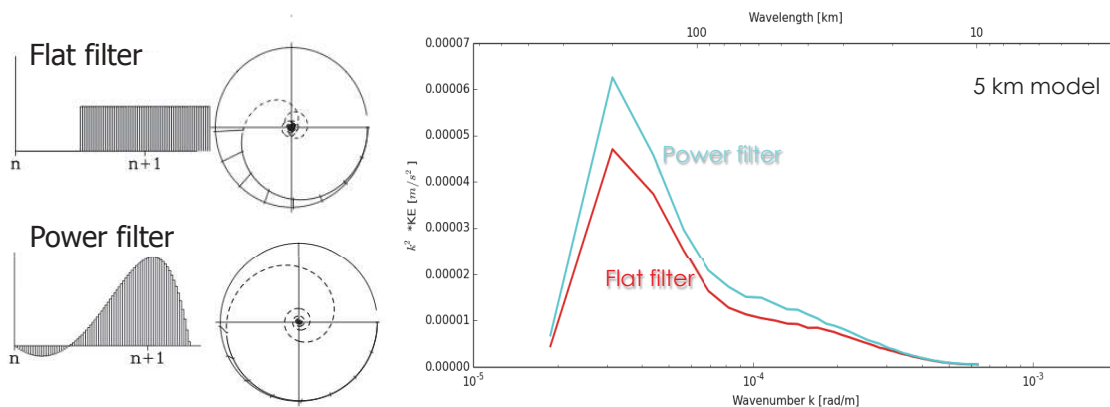 Flat filter
n
n+1
Power filter
n
n+1
Wavelength [km]
100
10
0.00007
0.00006
0.00005
0.00004
0.00003
0.00002
0.00001
0.00000
k² *KE [m/s²]
5 km model
Power filter
Flat filter
10⁻⁵
10⁻⁴
10⁻³
Wavenumber k [rad/m]